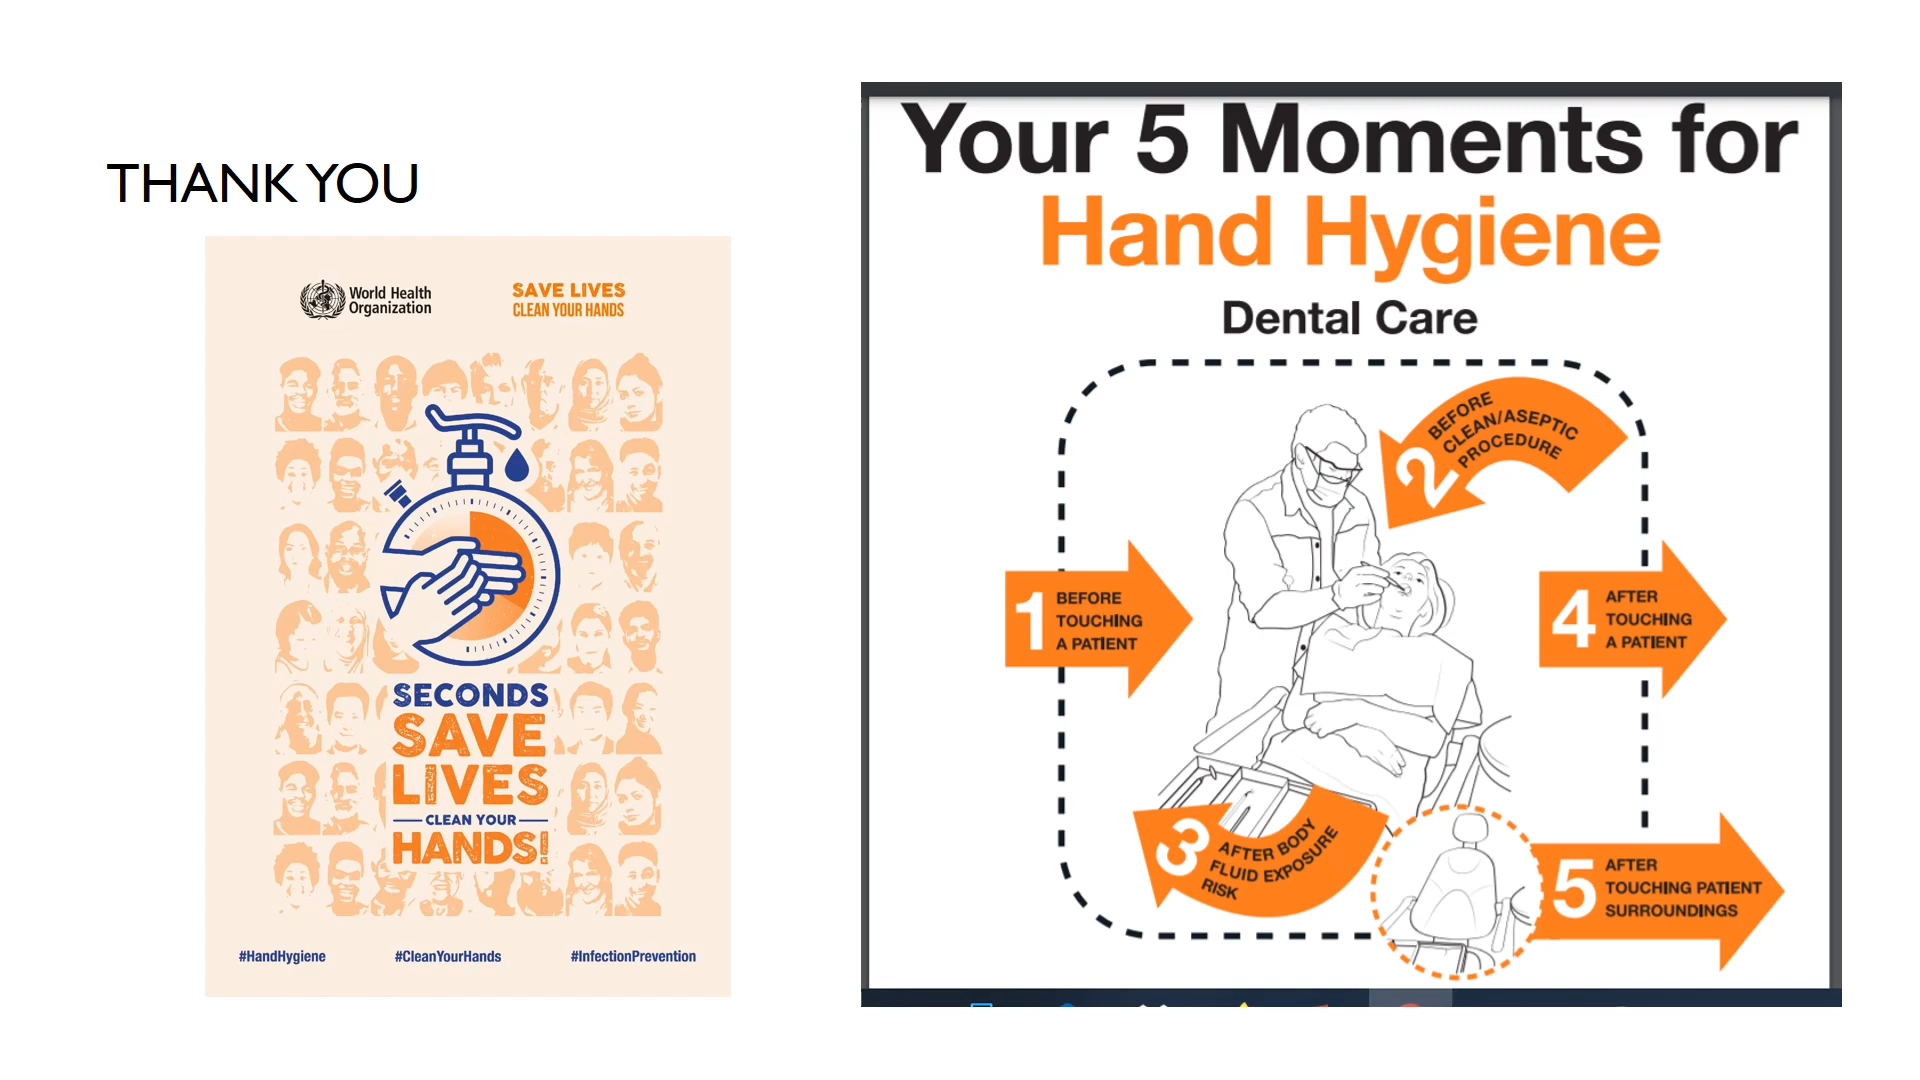 THANK YOU
World Health
Organization
SAVE LIVES
CLEAN YOUR HANDS
SECONDS
SAVE
LIVES
CLEAN YOUR
HANDS!
#HandHygiene
#CleanYourHands
#InfectionPrevention
Your 5 Moments for
Hand Hygiene
Dental Care
1
BEFORE
TOUCHING
A PATIENT
2
BEFORE
CLEAN/ASEPTIC
PROCEDURE
3
AFTER BODY
FLUID EXPOSURE
RISK
4
AFTER
TOUCHING
A PATIENT
5
AFTER
TOUCHING PATIENT
SURROUNDINGS